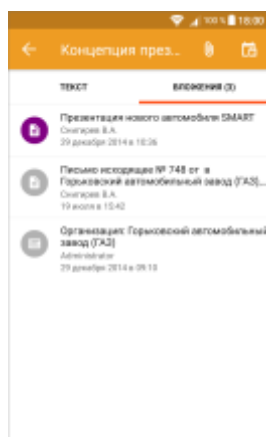 100 % 18:00
Концепция през...
ТЕКСТ
ВЛОЖЕНИЯ (3)
Презентация нового автомобиля SMART
Снигирев В.А.
29 декабря 2014 в 10:36
Письмо исходящее № 748 от в
Горьковский автомобильный завод (ГАЗ)...
Снигирев В.А.
19 июля в 15:42
Организация: Горьковский автомобильный
завод (ГАЗ)
Administrator
29 декабря 2014 в 09:10